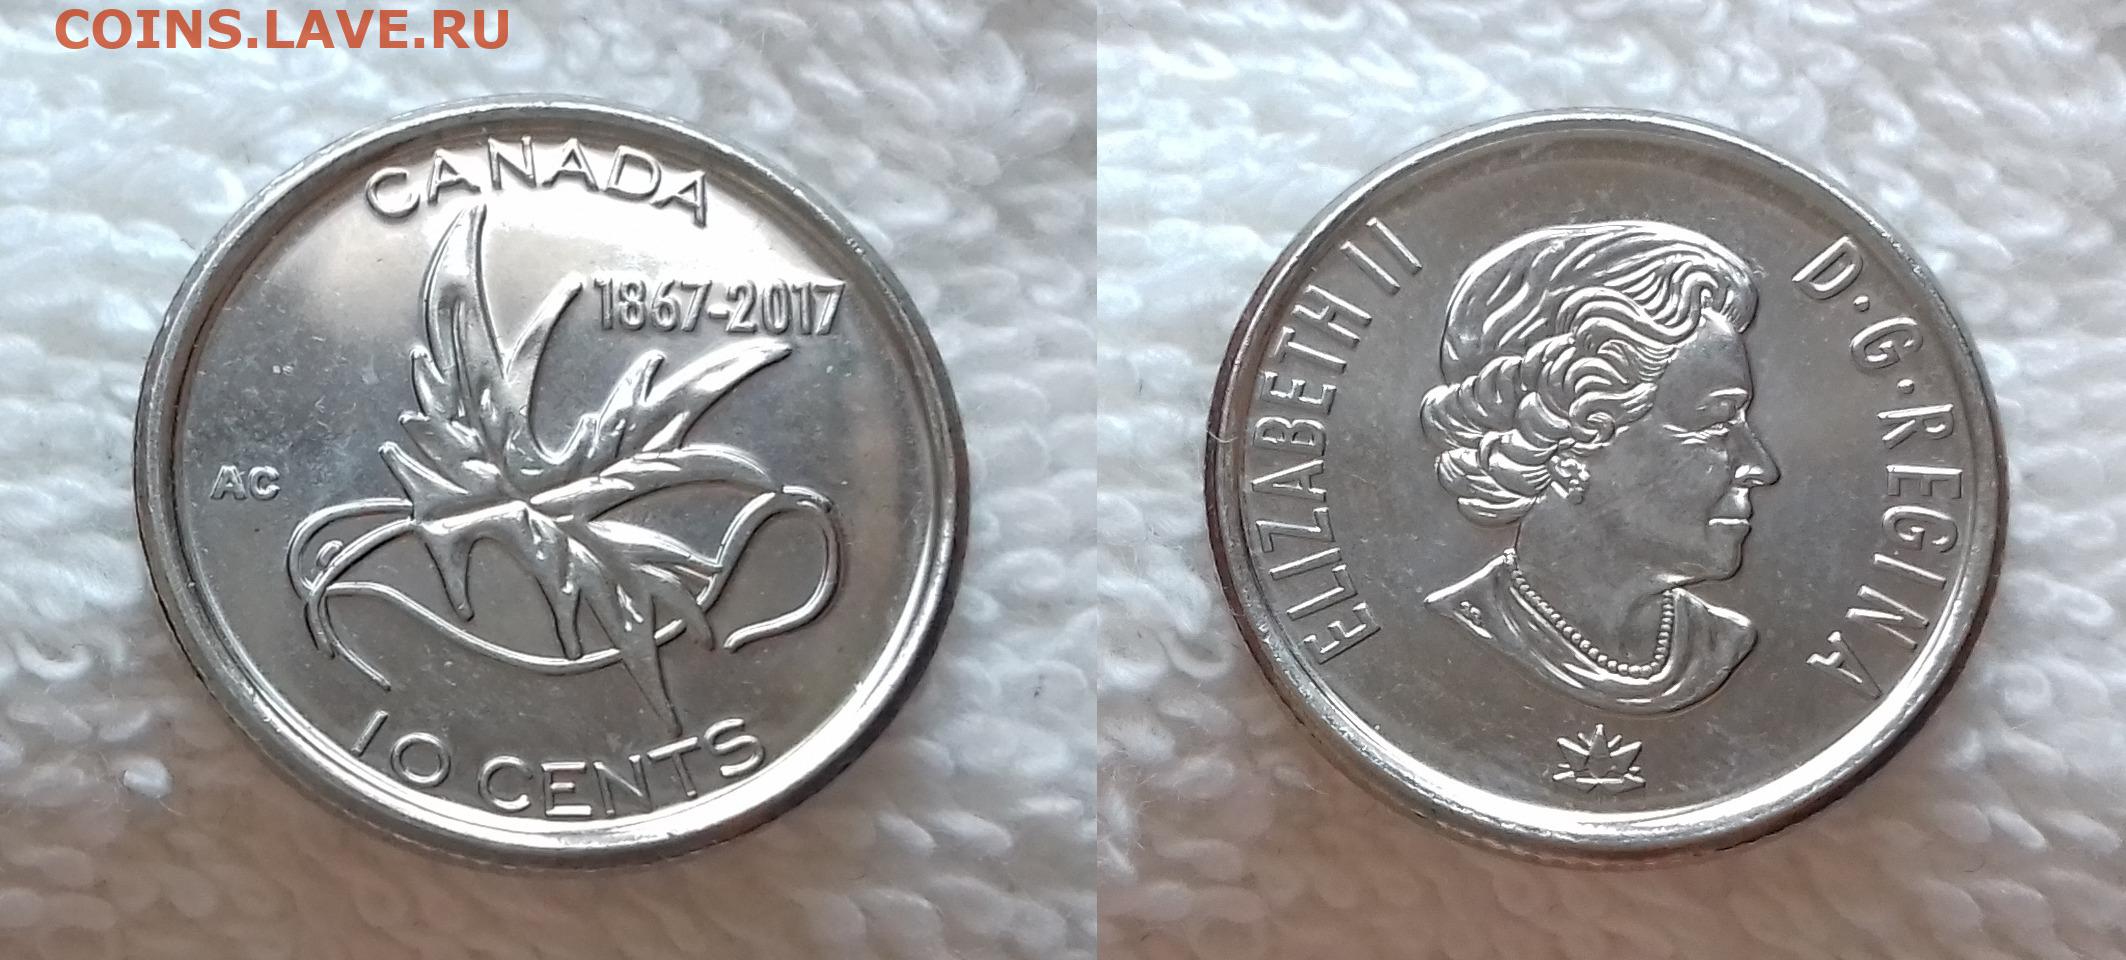 COINS.LAVE.RU
CANADA
1867-2017
AC
10 CENTS
ELIZABETH II
D·G·REGINA